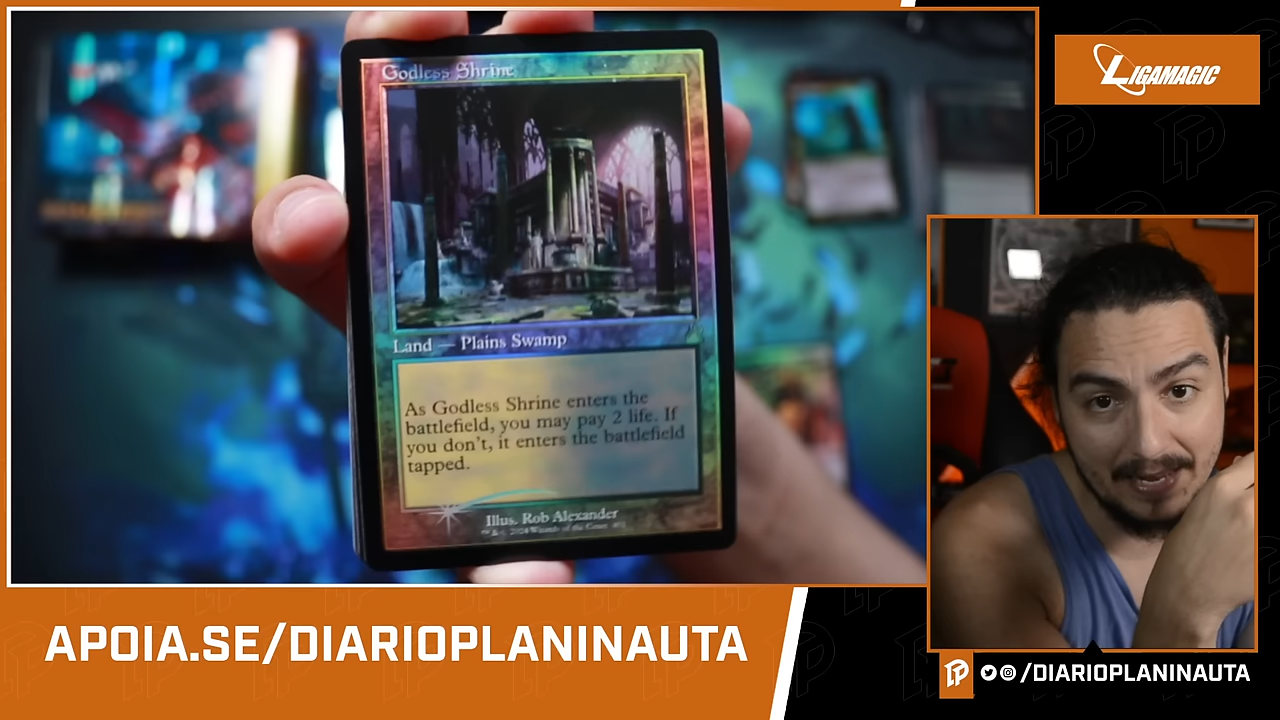 Godless Shrine
Land — Plains Swamp
As Godless Shrine enters the
battlefield, you may pay 2 life. If
you don't, it enters the battlefield
tapped.
Illus. Rob Alexander
LIGAMAGIC
APOIA.SE/DIARIOPLANINAUTA
/DIARIOPLANINAUTA